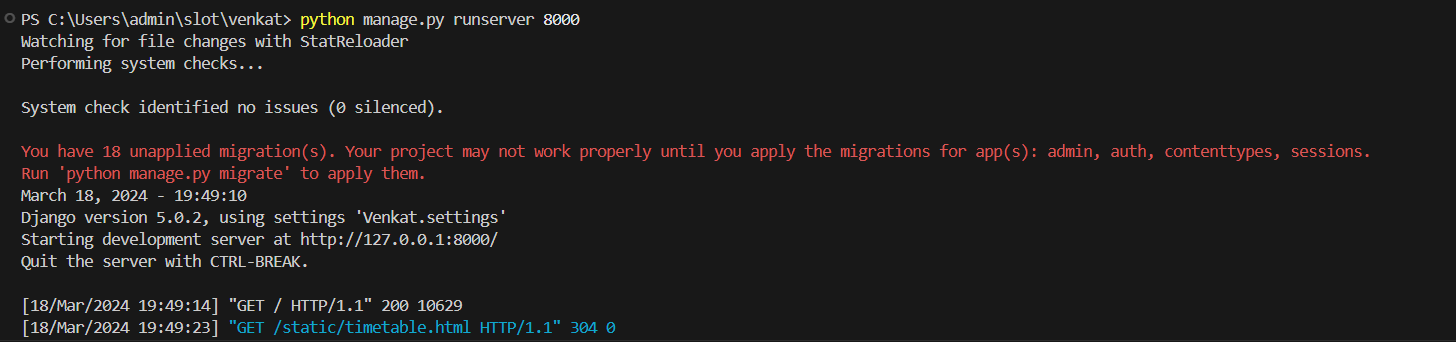 PS C:\Users\admin\slot\venkat> python manage.py runserver 8000
Watching for file changes with StatReloader
Performing system checks...
System check identified no issues (0 silenced).
You have 18 unapplied migration(s). Your project may not work properly until you apply the migrations for app(s): admin, auth, contenttypes, sessions.
Run 'python manage.py migrate' to apply them.
March 18, 2024 - 19:49:10
Django version 5.0.2, using settings 'Venkat.settings'
Starting development server at http://127.0.0.1:8000/
Quit the server with CTRL-BREAK.
[18/Mar/2024 19:49:14] "GET / HTTP/1.1" 200 10629
[18/Mar/2024 19:49:23] "GET /static/timetable.html HTTP/1.1" 304 0